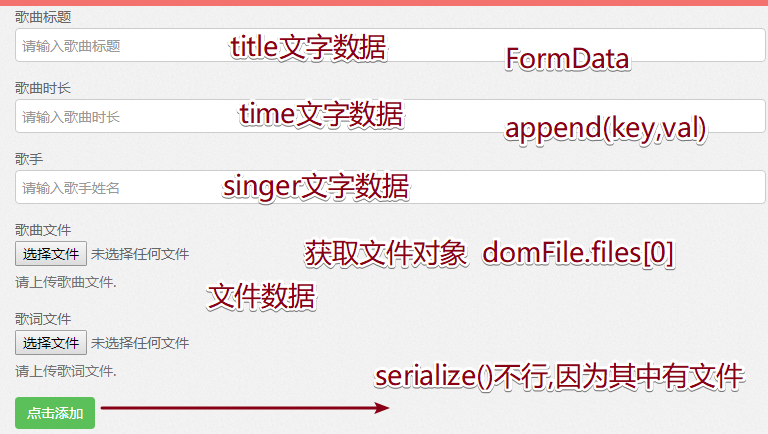 歌曲标题
请输入歌曲标题
title文字数据
FormData
歌曲时长
请输入歌曲时长
time文字数据
append(key,val)
歌手
请输入歌手姓名
singer文字数据
歌曲文件
选择文件 未选择任何文件
获取文件对象 domFile.files[0]
请上传歌曲文件.
文件数据
歌词文件
选择文件 未选择任何文件
请上传歌词文件.
serialize()不行,因为其中有文件
点击添加